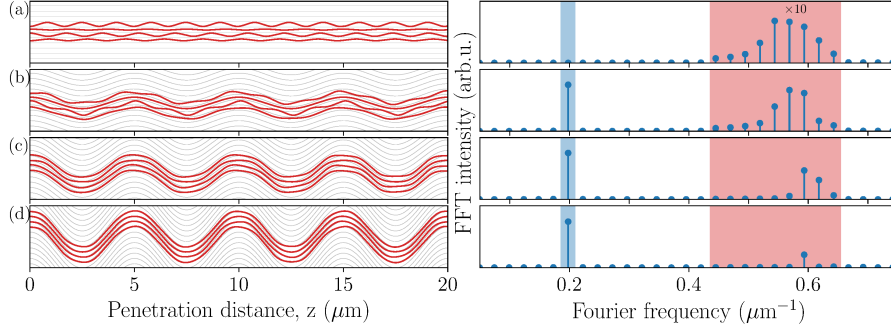 (a)
×10
(b)
(c)
(d)
FFT intensity (arb.u.)
0 5 10 15 20
0.2 0.4 0.6
Penetration distance, z (μm)
Fourier frequency (μm⁻¹)